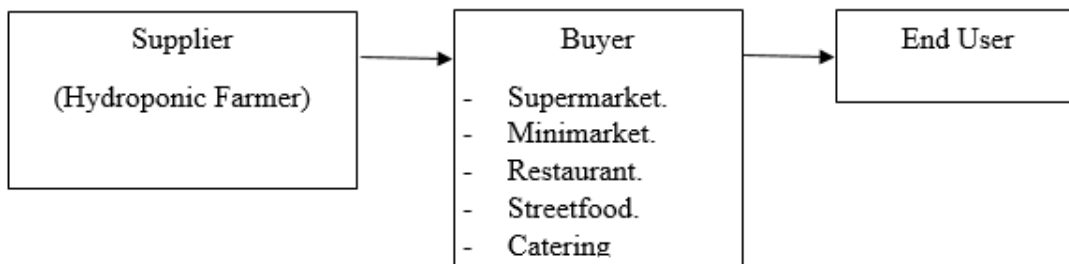 Supplier
(Hydroponic Farmer)
Buyer
- Supermarket.
- Minimarket.
- Restaurant.
- Streetfood.
- Catering
End User